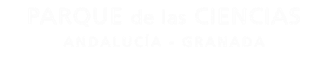 PARQUE de las CIENCIAS
ANDALUCÍA - GRANADA